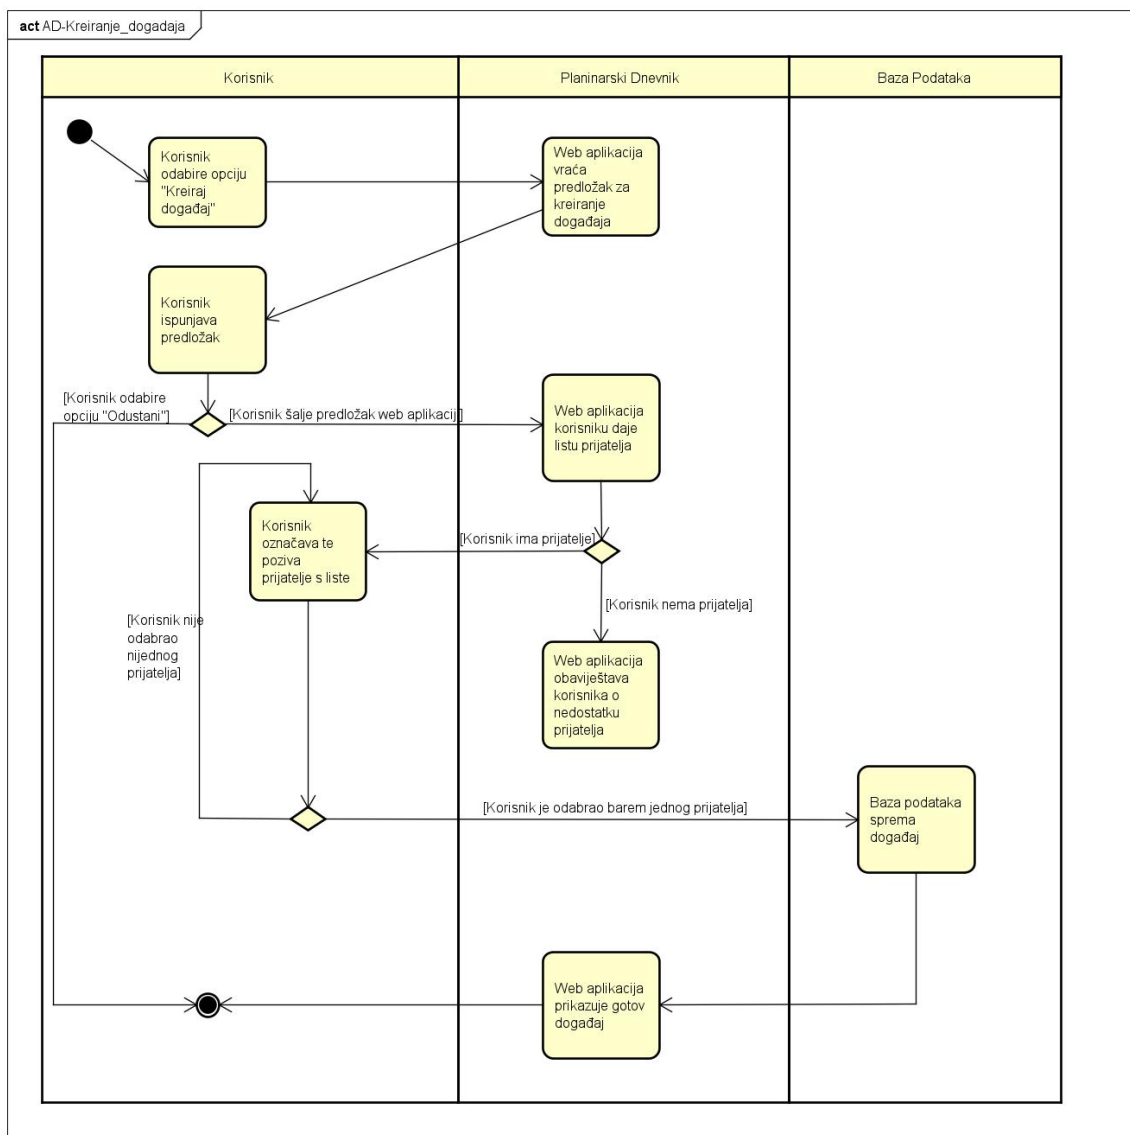 act AD-Kreiranje_dogadaja
Korisnik
Planinarski Dnevnik
Baza Podataka
Korisnik
odabire opciju
"Kreiraj
događaj"
Web aplikacija
vraća
predložak za
kreiranje
događaja
Korisnik
ispunjava
predložak
[Korisnik odabire
opciju "Odustani"]
[Korisnik šalje predložak web aplikaciji]
Web aplikacija
korisniku daje
listu prijatelja
Korisnik
označava te
poziva
prijatelje s liste
[Korisnik ima prijatelje]
[Korisnik nema prijatelja]
[Korisnik nije
odabrao
nijednog
prijatelja]
Web aplikacija
obaviještava
korisnika o
nedostatku
prijatelja
[Korisnik je odabrao barem jednog prijatelja]
Baza podataka
sprema
događaj
Web aplikacija
prikazuje gotov
događaj